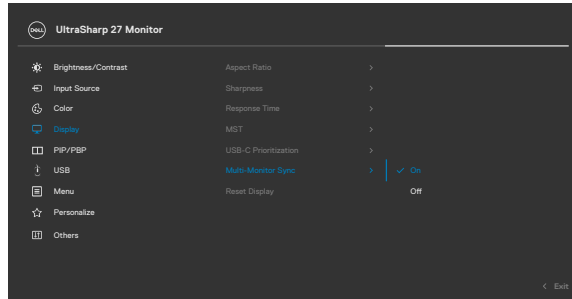 DELL UltraSharp 27 Monitor
Brightness/Contrast Aspect Ratio
Input Source Sharpness
Color Response Time
Display MST
PIP/PBP USB-C Prioritization
USB Multi-Monitor Sync On
Menu Reset Display Off
Personalize
Others
Exit